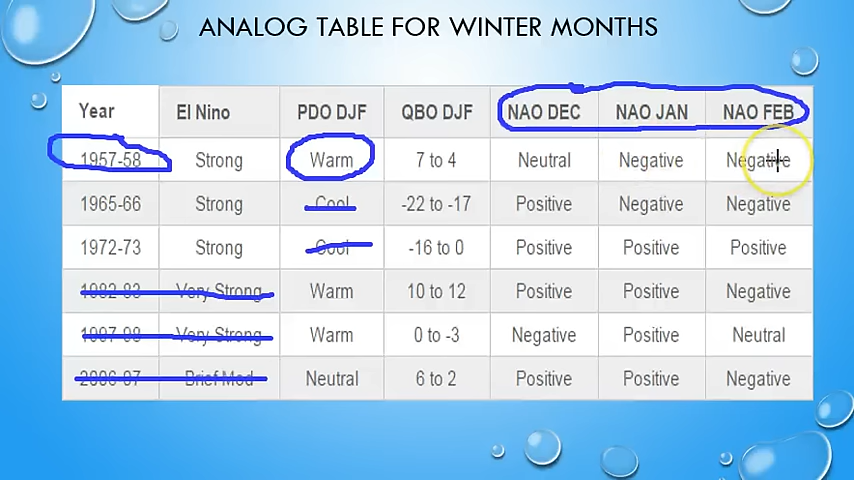 ANALOG TABLE FOR WINTER MONTHS
Year El Nino PDO DJF QBO DJF NAO DEC NAO JAN NAO FEB
1957-58 Strong Warm 7 to 4 Neutral Negative Negative
1965-66 Strong Cool -22 to -17 Positive Negative Negative
1972-73 Strong Cool -16 to 0 Positive Positive Positive
1982-83 Very Strong Warm 10 to 12 Positive Positive Negative
1997-98 Very Strong Warm 0 to -3 Negative Positive Neutral
2006-07 Brief Mod Neutral 6 to 2 Positive Positive Negative